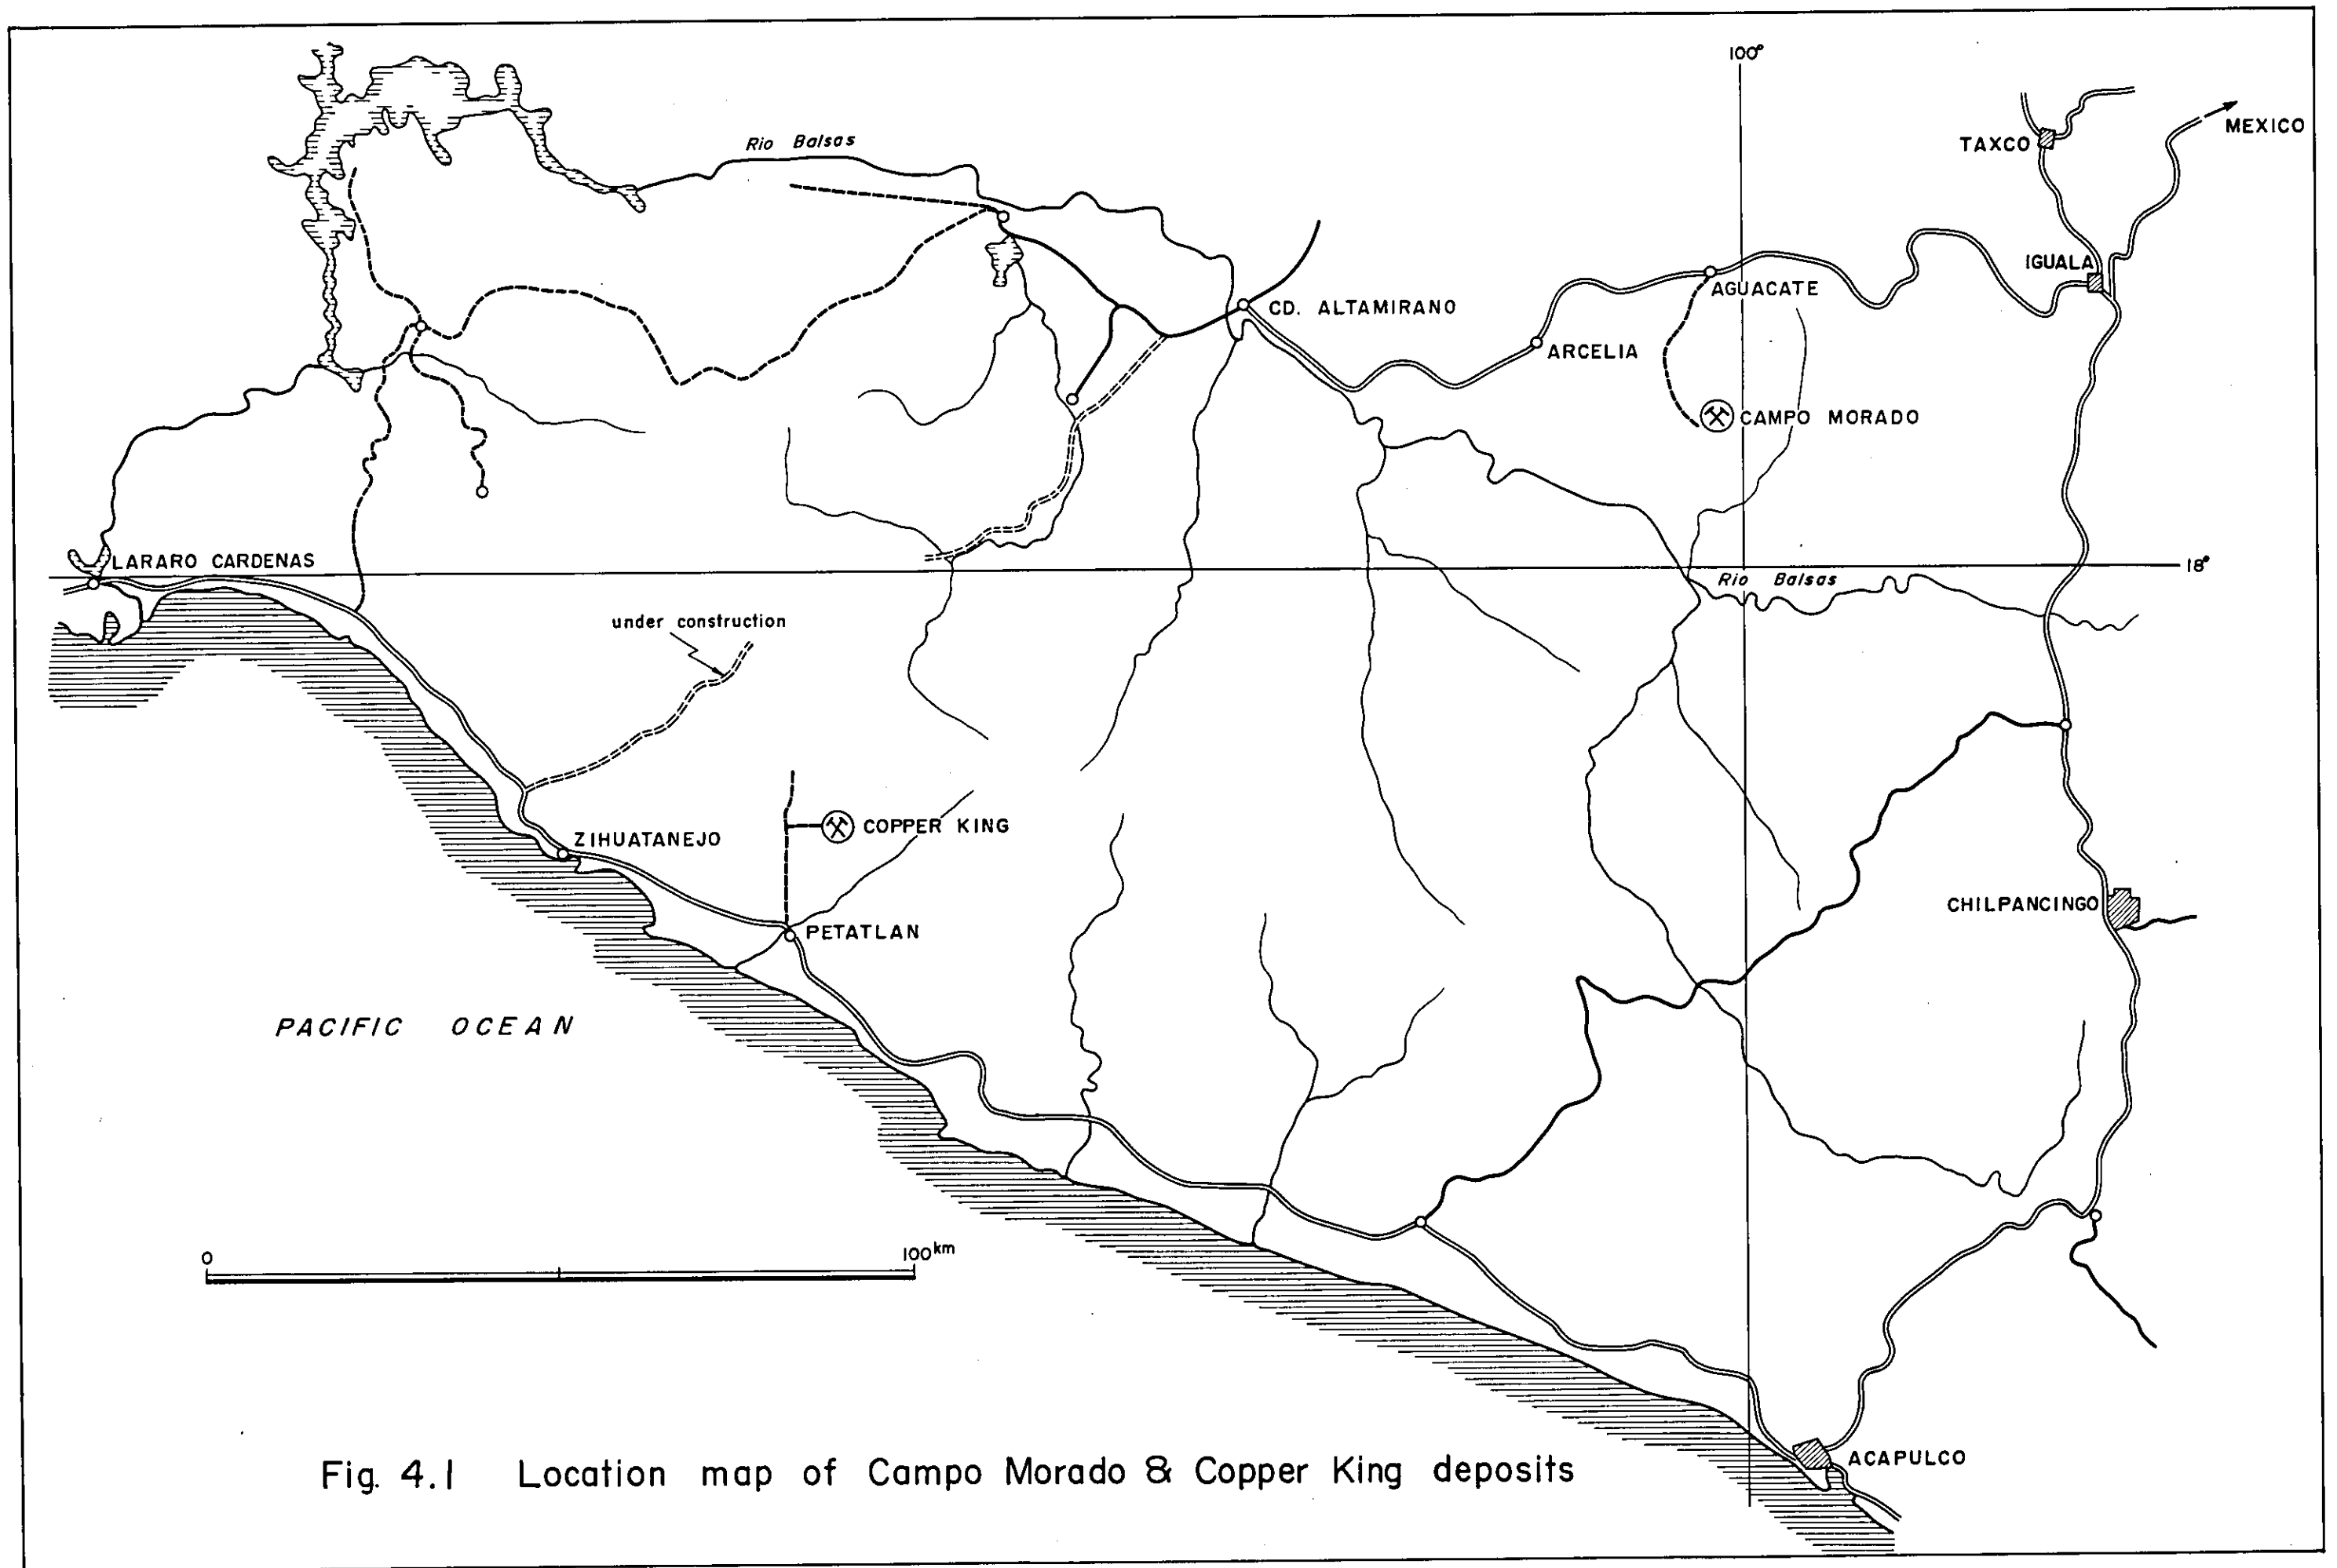 100°
MEXICO
TAXCO
Rio Balsas
IGUALA
AGUACATE
CD. ALTAMIRANO
ARCELIA
CAMPO MORADO
LARARO CARDENAS
18°
Rio Balsas
under construction
COPPER KING
ZIHUATANEJO
CHILPANCINGO
PETATLAN
PACIFIC OCEAN
0
100km
ACAPULCO
Fig. 4.1 Location map of Campo Morado & Copper King deposits